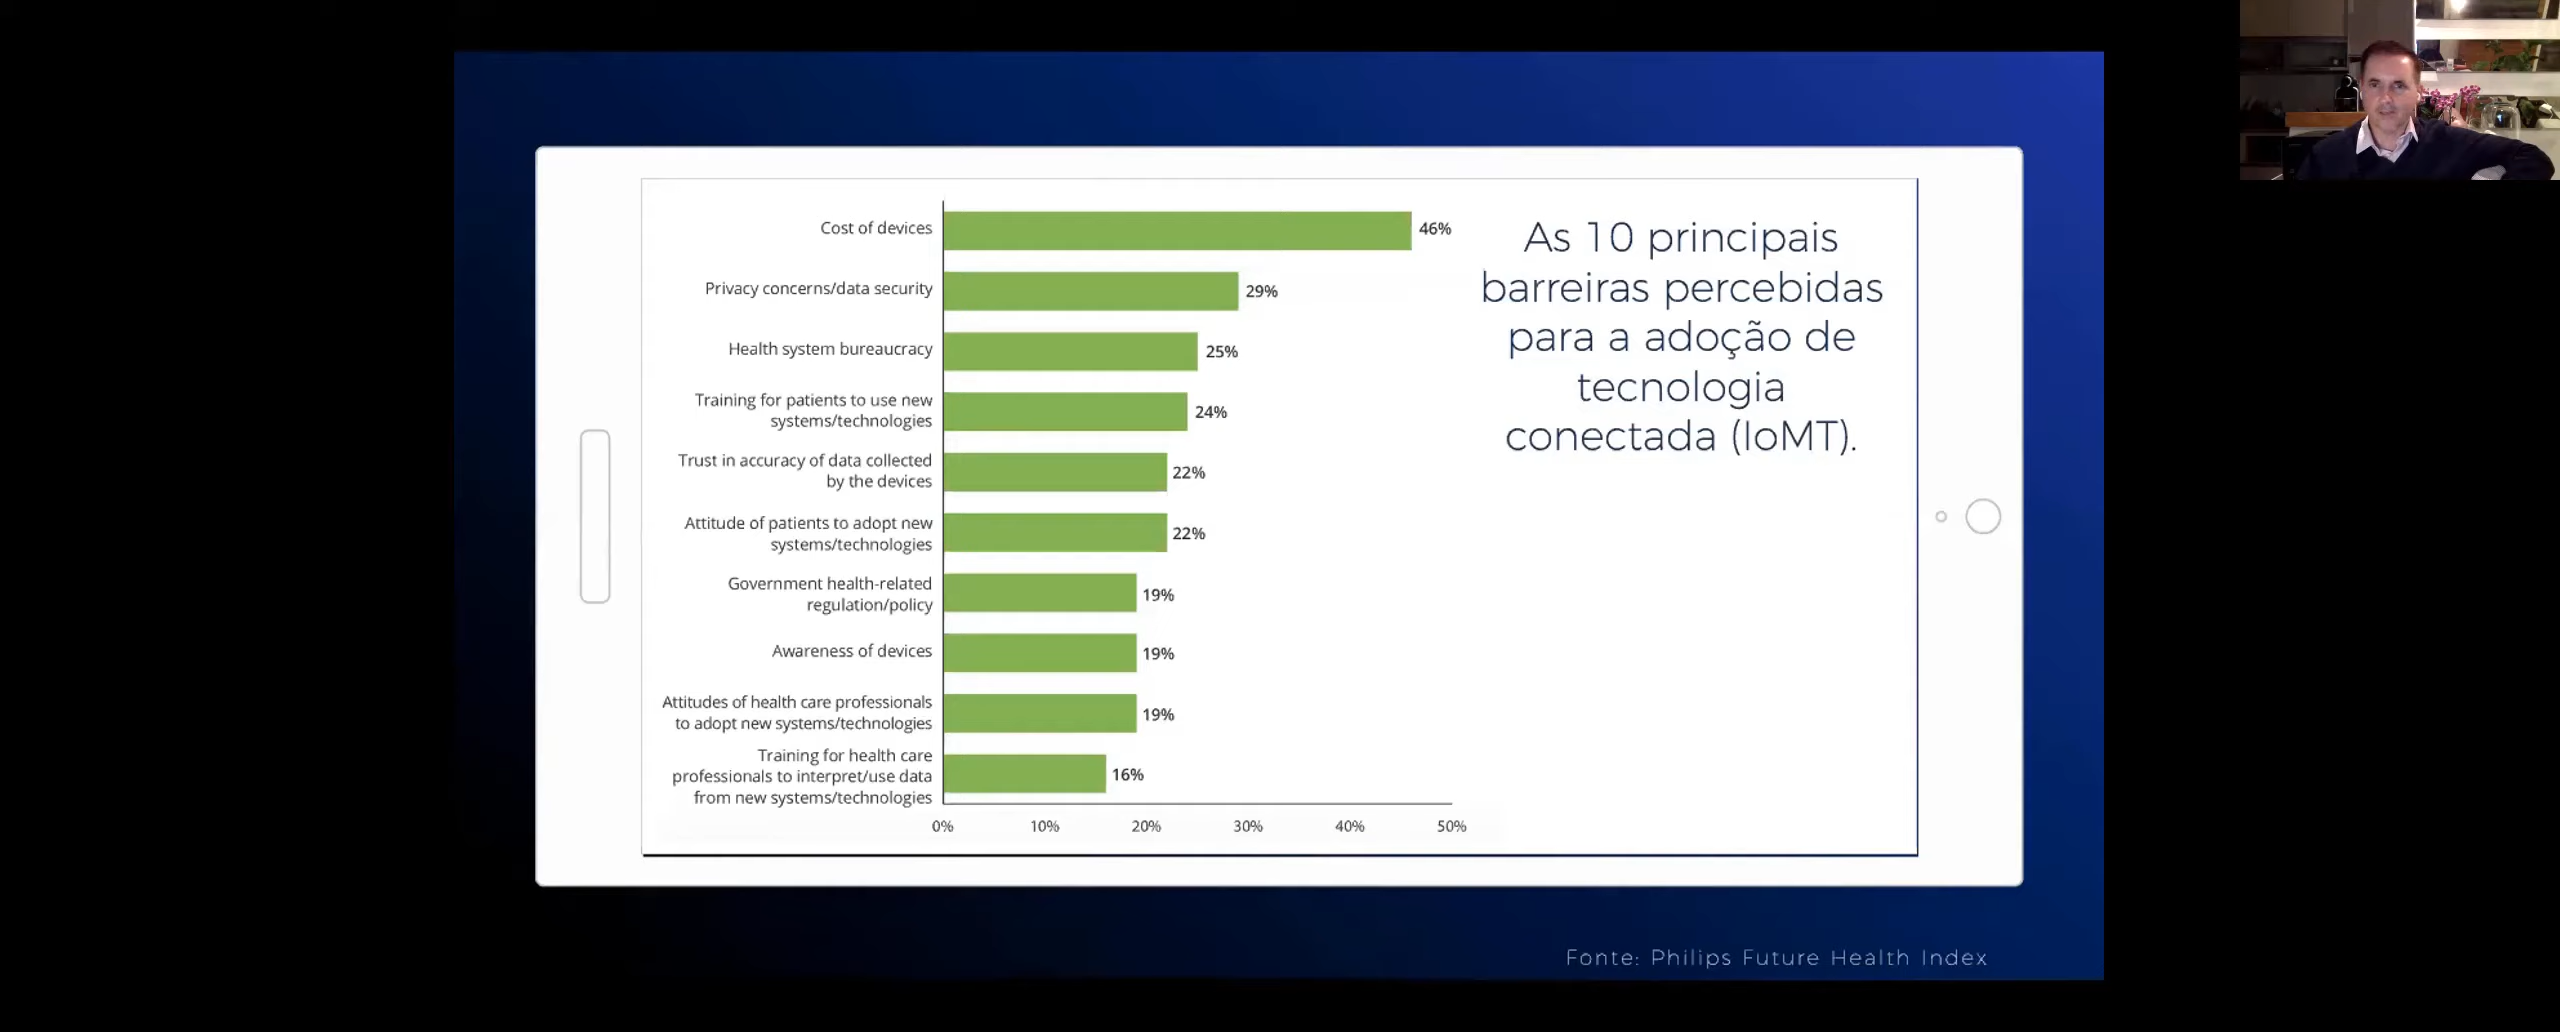 Cost of devices
46%
Privacy concerns/data security
29%
Health system bureaucracy
25%
Training for patients to use new
systems/technologies
24%
Trust in accuracy of data collected
by the devices
22%
Attitude of patients to adopt new
systems/technologies
22%
Government health-related
regulation/policy
19%
Awareness of devices
19%
Attitudes of health care professionals
to adopt new systems/technologies
19%
Training for health care
professionals to interpret/use data
from new systems/technologies
16%
0% 10% 20% 30% 40% 50%
As 10 principais
barreiras percebidas
para a adoção de
tecnologia
conectada (IoMT).
Fonte: Philips Future Health Index